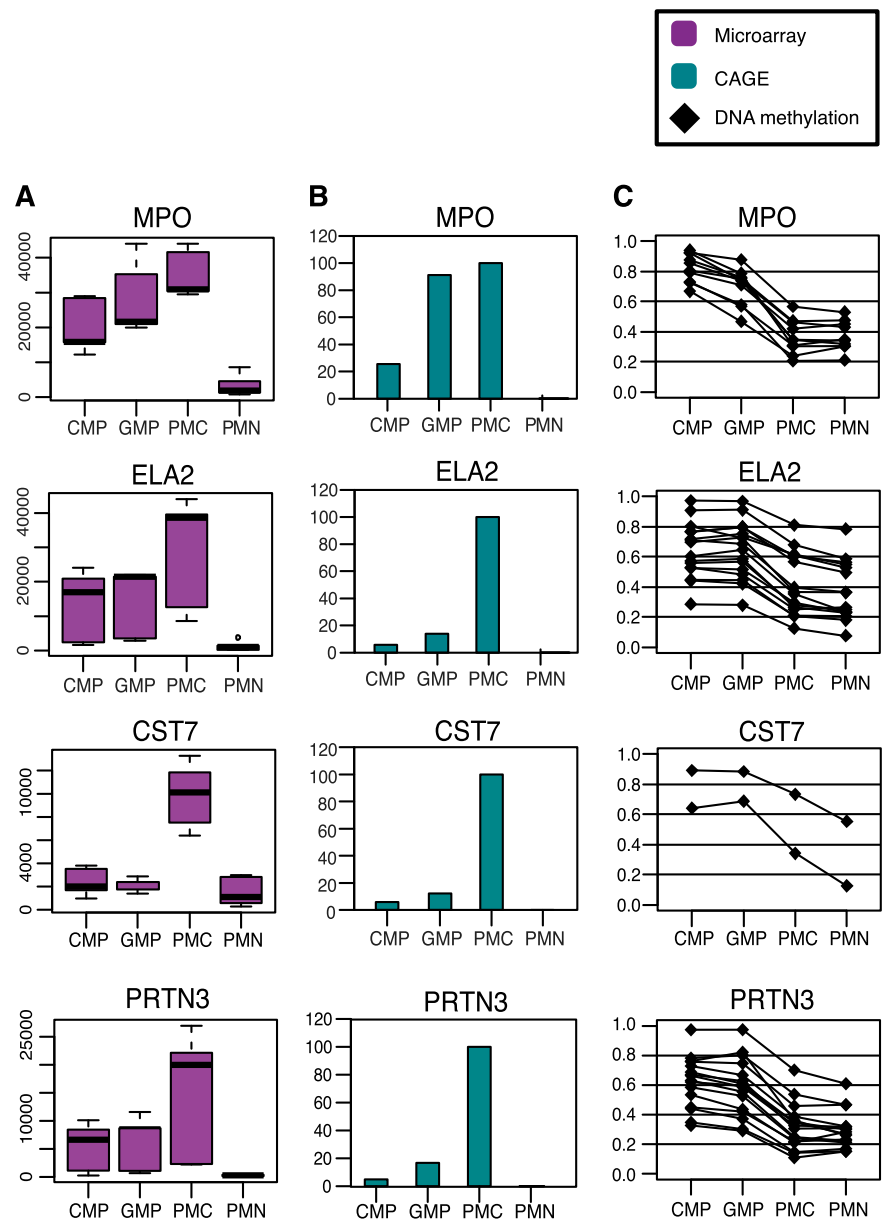 Microarray
CAGE
DNA methylation
A
B
C
MPO
40000
20000
0
CMP GMP PMC PMN
MPO
120
100
80
60
40
20
0
CMP GMP PMC PMN
MPO
1.0
0.8
0.6
0.4
0.2
0.0
CMP GMP PMC PMN
ELA2
40000
20000
0
CMP GMP PMC PMN
ELA2
120
100
80
60
40
20
0
CMP GMP PMC PMN
ELA2
1.0
0.8
0.6
0.4
0.2
0.0
CMP GMP PMC PMN
CST7
10000
4000
0
CMP GMP PMC PMN
CST7
120
100
80
60
40
20
0
CMP GMP PMC PMN
CST7
1.0
0.8
0.6
0.4
0.2
0.0
CMP GMP PMC PMN
PRTN3
25000
10000
0
CMP GMP PMC PMN
PRTN3
120
100
80
60
40
20
0
CMP GMP PMC PMN
PRTN3
1.0
0.8
0.6
0.4
0.2
0.0
CMP GMP PMC PMN